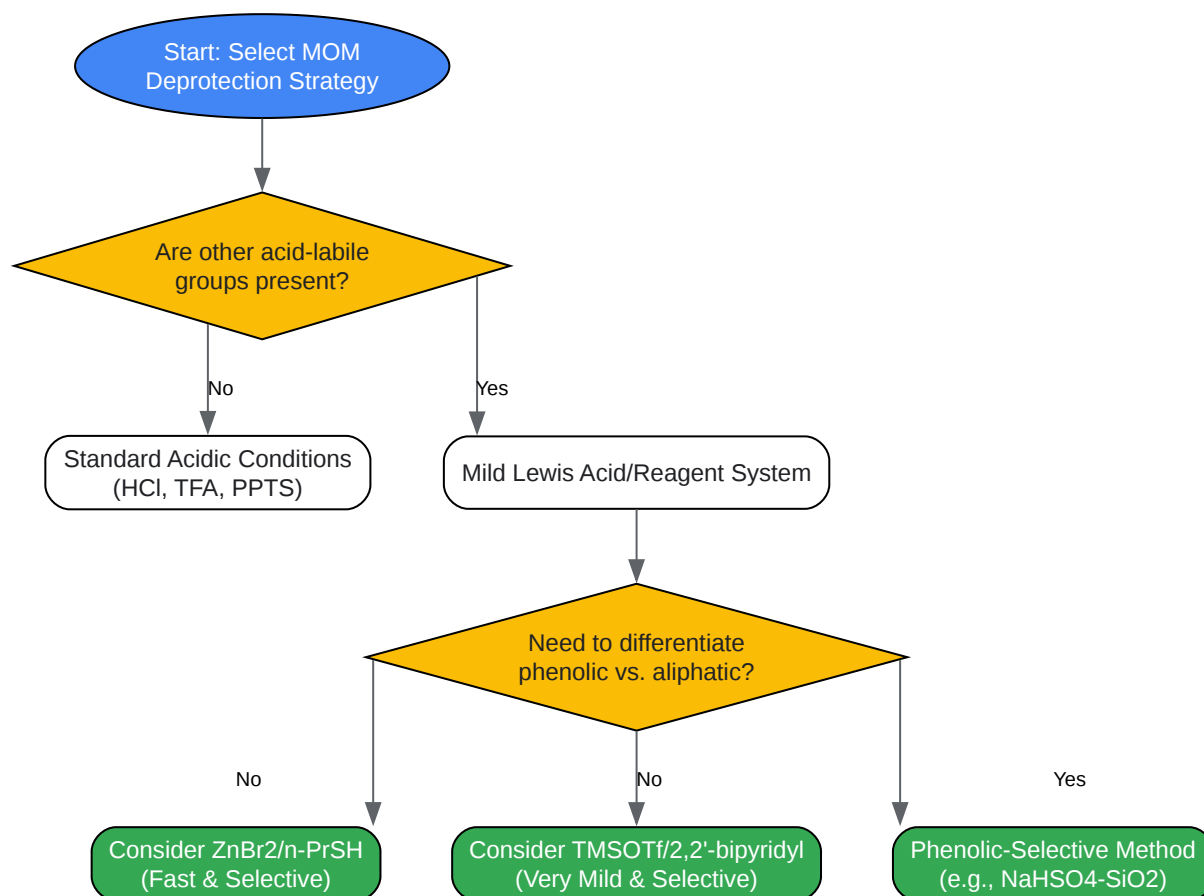 Start: Select MOM
Deprotection Strategy
Are other acid-labile
groups present?
No
Yes
Standard Acidic Conditions
(HCl, TFA, PPTS)
Mild Lewis Acid/Reagent System
Need to differentiate
phenolic vs. aliphatic?
No
No
Yes
Consider ZnBr2/n-PrSH
(Fast & Selective)
Consider TMSOTf/2,2'-bipyridyl
(Very Mild & Selective)
Phenolic-Selective Method
(e.g., NaHSO4-SiO2)